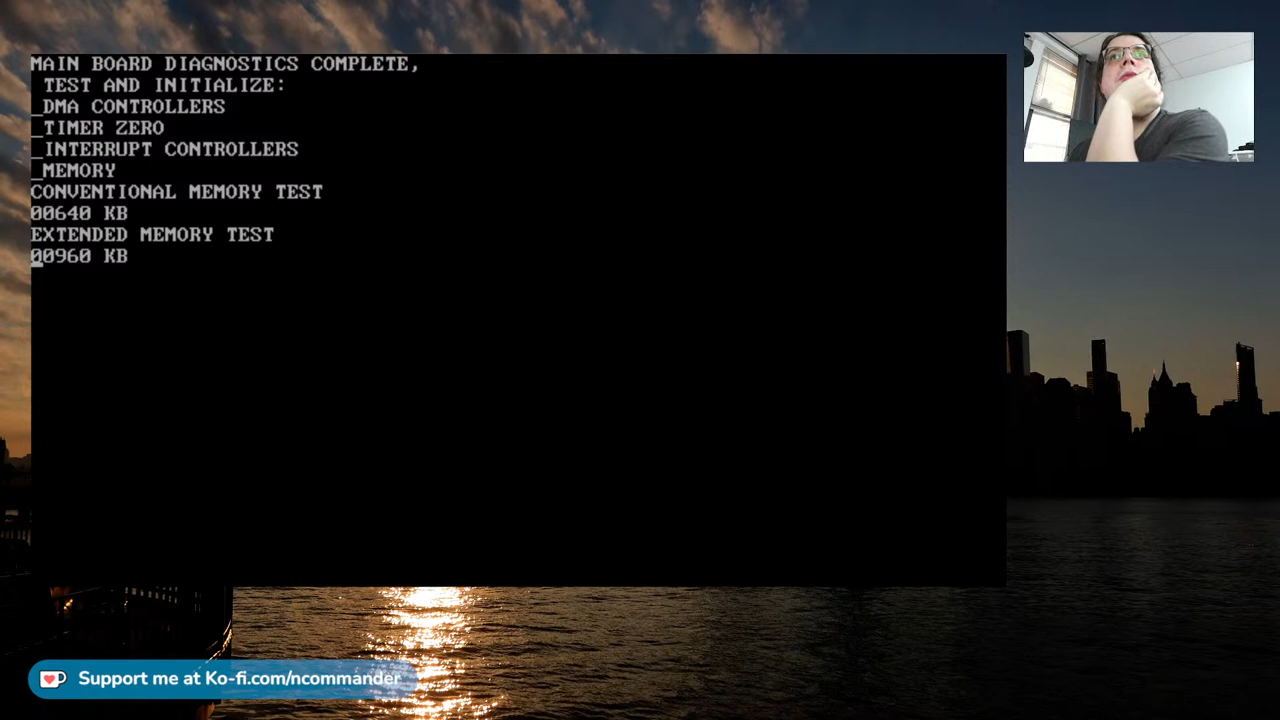 MAIN BOARD DIAGNOSTICS COMPLETE,
TEST AND INITIALIZE:
_DMA CONTROLLERS
_TIMER ZERO
_INTERRUPT CONTROLLERS
_MEMORY
CONVENTIONAL MEMORY TEST
00640 KB
EXTENDED MEMORY TEST
00960 KB
Support me at Ko-fi.com/ncommander